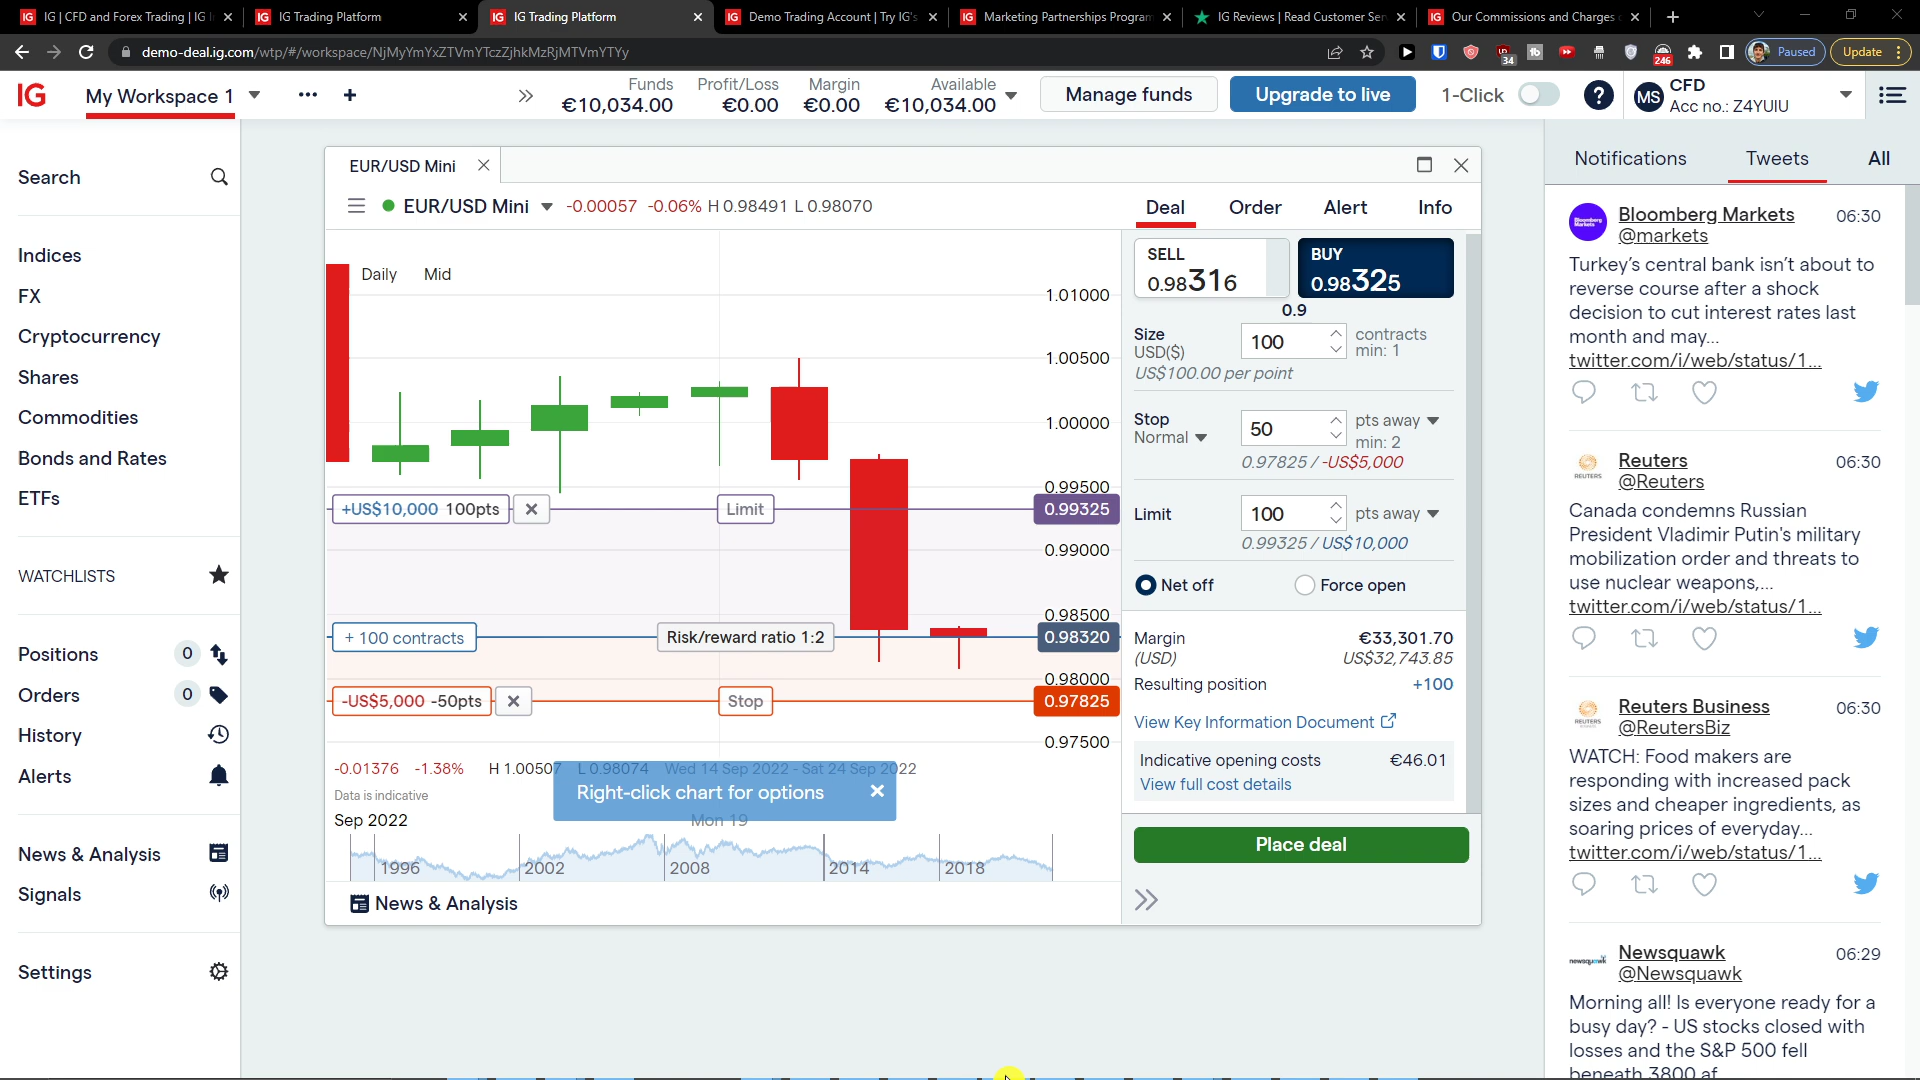 IG | CFD and Forex Trading | IG I
IG Trading Platform
IG Trading Platform
Demo Trading Account | Try IG's
Marketing Partnerships Program
IG Reviews | Read Customer Ser
Our Commissions and Charges
demo-deal.ig.com/wtp/#/workspace/NjMyYmYxZTVmYTczZjhkMzRjMTVmYTYy
34
246
Paused
Update
IG
My Workspace 1
Funds
€10,034.00
Profit/Loss
€0.00
Margin
€0.00
Available
€10,034.00
Manage funds
Upgrade to live
1-Click
?
MS
CFD
Acc no.: Z4YUIU
Search
Indices
FX
Cryptocurrency
Shares
Commodities
Bonds and Rates
ETFs
WATCHLISTS
Positions 0
Orders 0
History
Alerts
News & Analysis
Signals
Settings
EUR/USD Mini
EUR/USD Mini -0.00057 -0.06% H 0.98491 L 0.98070
Deal Order Alert Info
Daily Mid
1.01000
1.00500
1.00000
0.99500
+US$10,000 100pts
Limit
0.99325
0.99000
0.98500
+ 100 contracts
Risk/reward ratio 1:2
0.98320
0.98000
-US$5,000 -50pts
Stop
0.97825
0.97500
-0.01376 -1.38% H 1.00507 L 0.98074 Wed 14 Sep 2022 - Sat 24 Sep 2022
Right-click chart for options
Data is indicative
Sep 2022
Mon 19
1996 2002 2008 2014 2018
News & Analysis
SELL
0.98316
BUY
0.98325
0.9
Size
USD($)
100
contracts
min: 1
US$100.00 per point
Stop
Normal
50
pts away
min: 2
0.97825 / -US$5,000
Limit
100
pts away
0.99325 / US$10,000
Net off
Force open
Margin €33,301.70
(USD) US$32,743.85
Resulting position +100
View Key Information Document
Indicative opening costs €46.01
View full cost details
Place deal
Notifications Tweets All
Bloomberg Markets 06:30
@markets
Turkey's central bank isn't about to
reverse course after a shock
decision to cut interest rates last
month and may...
twitter.com/i/web/status/1...
Reuters 06:30
@Reuters
Canada condemns Russian
President Vladimir Putin's military
mobilization order and threats to
use nuclear weapons,...
twitter.com/i/web/status/1...
Reuters Business 06:30
@ReutersBiz
WATCH: Food makers are
responding with increased pack
sizes and cheaper ingredients, as
soaring prices of everyday...
twitter.com/i/web/status/1...
Newsquawk 06:29
@Newsquawk
Morning all! Is everyone ready for a
busy day? - US stocks closed with
losses and the S&P 500 fell
beneath 3800 af